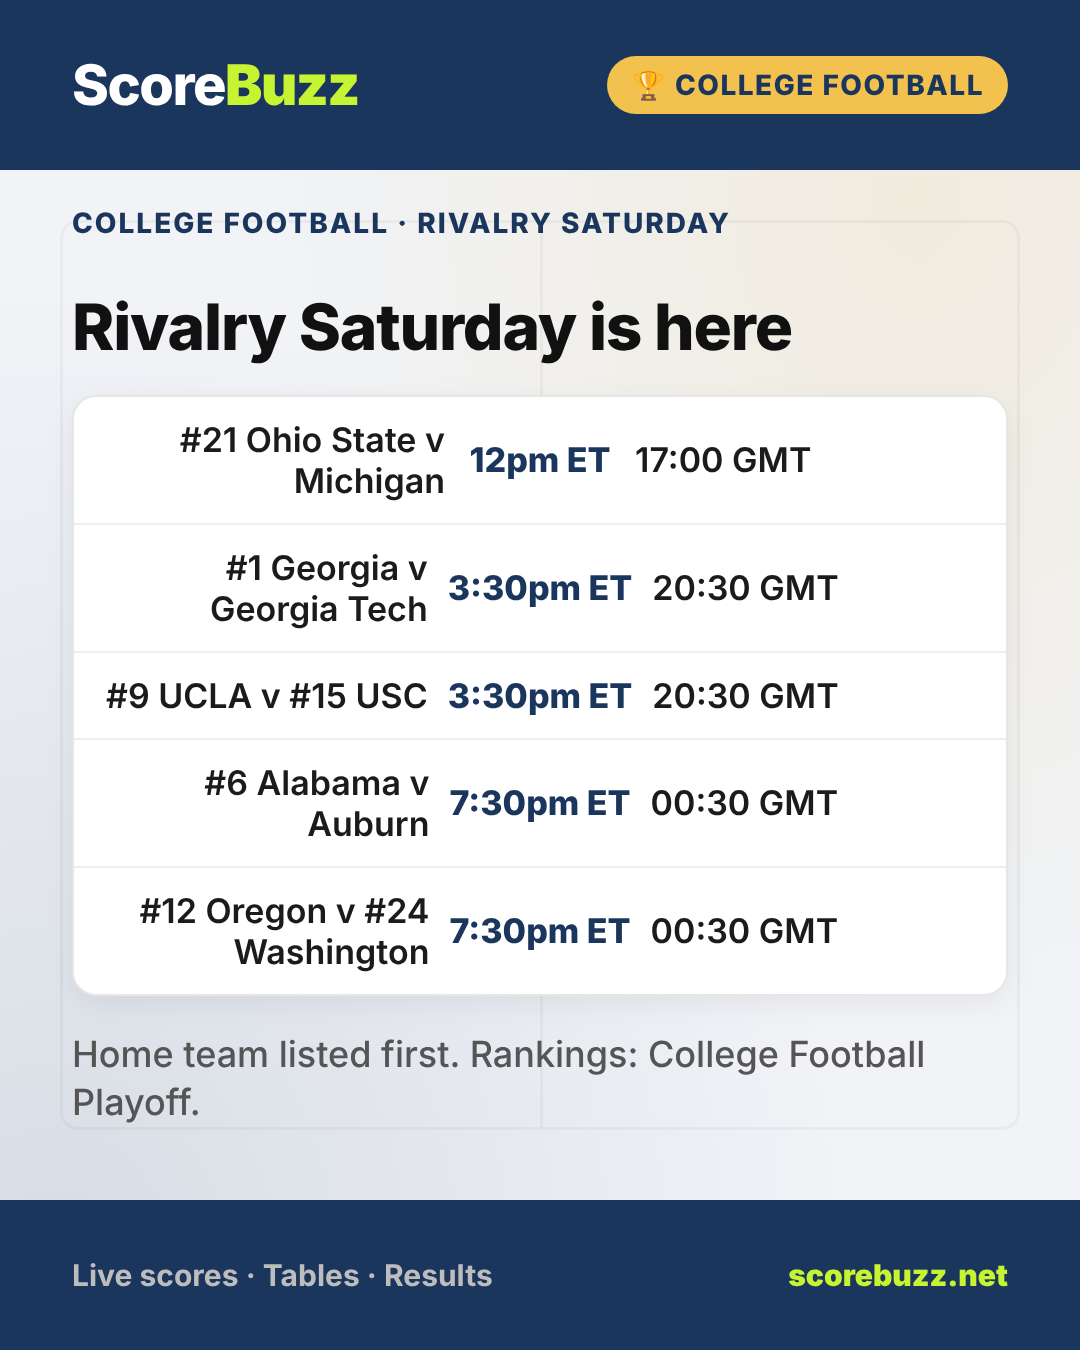 ScoreBuzz
🏆 COLLEGE FOOTBALL
COLLEGE FOOTBALL · RIVALRY SATURDAY
Rivalry Saturday is here
#21 Ohio State v
Michigan
12pm ET 17:00 GMT
#1 Georgia v
Georgia Tech
3:30pm ET 20:30 GMT
#9 UCLA v #15 USC 3:30pm ET 20:30 GMT
#6 Alabama v
Auburn
7:30pm ET 00:30 GMT
#12 Oregon v #24
Washington
7:30pm ET 00:30 GMT
Home team listed first. Rankings: College Football
Playoff.
Live scores · Tables · Results
scorebuzz.net